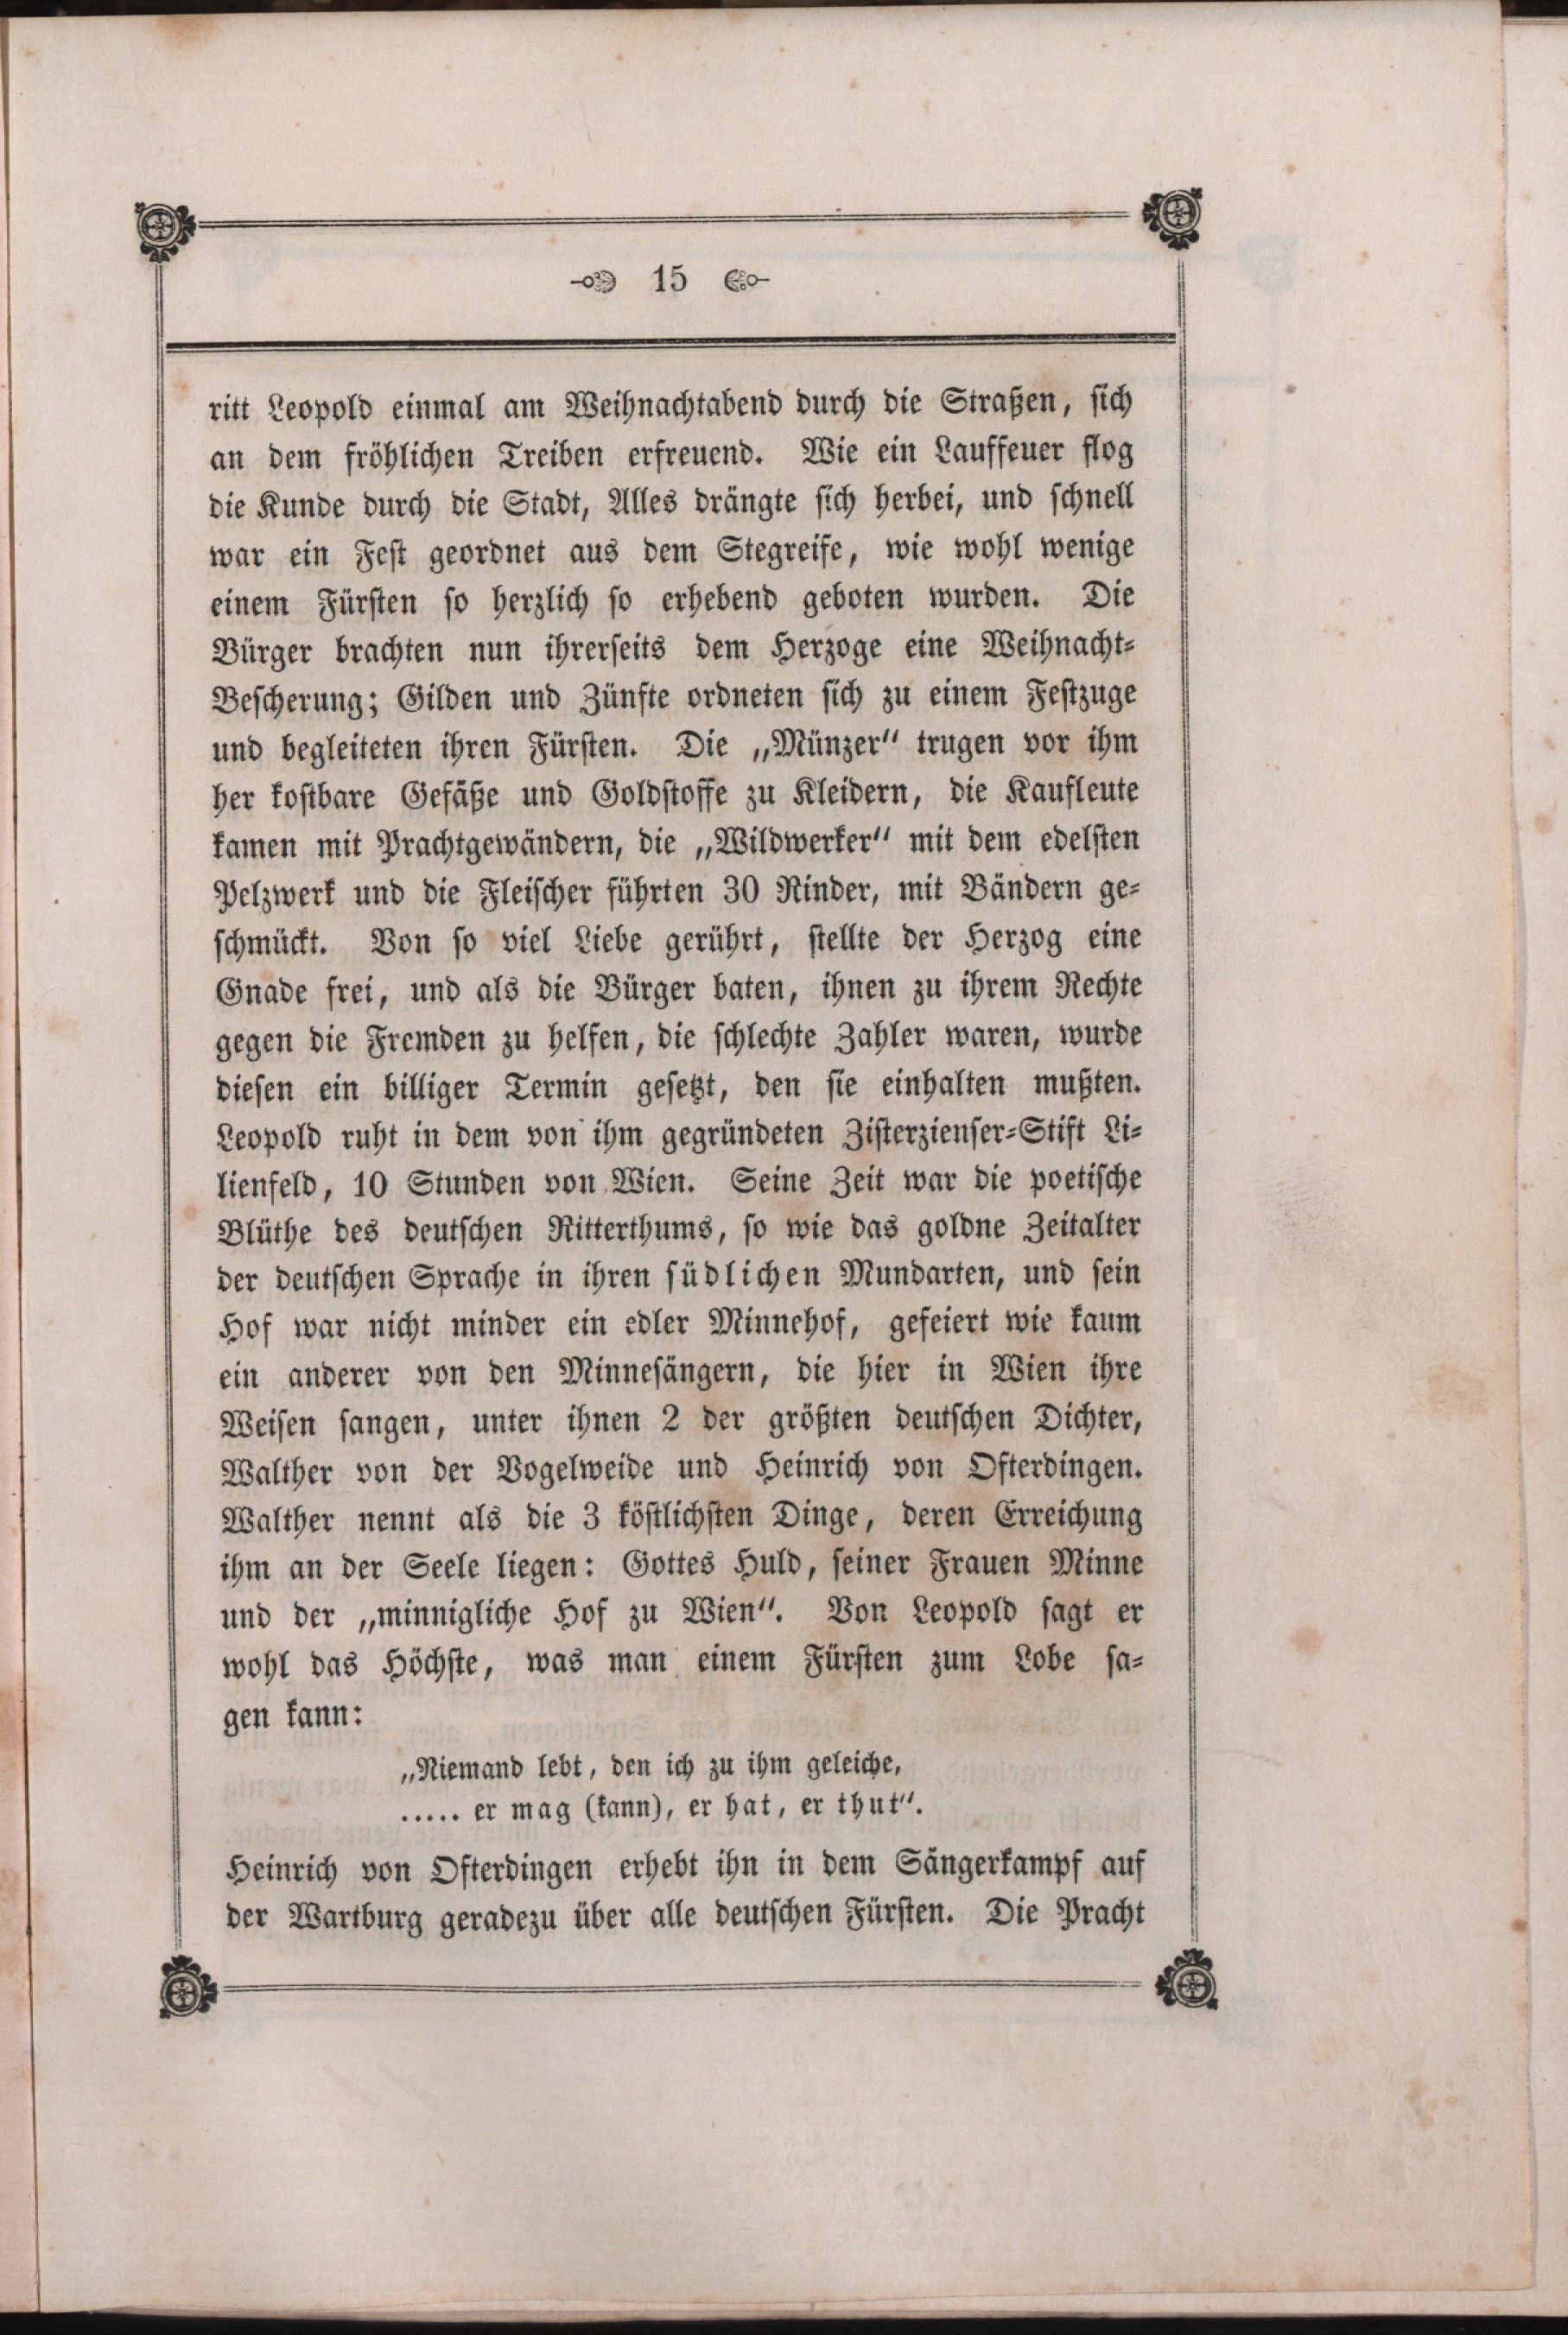 15
ritt Leopold einmal am Weihnachtabend durch die Straßen, sich
an dem fröhlichen Treiben erfreuend. Wie ein Lauffeuer flog
die Kunde durch die Stadt, Alles drängte sich herbei, und schnell
war ein Fest geordnet aus dem Stegreife, wie wohl wenige
einem Fürsten so herzlich so erhebend geboten wurden. Die
Bürger brachten nun ihrerseits dem Herzoge eine Weihnacht-
Bescherung; Gilden und Zünfte ordneten sich zu einem Festzuge
und begleiteten ihren Fürsten. Die „Münzer“ trugen vor ihm
her kostbare Gefäße und Goldstoffe zu Kleidern, die Kaufleute
kamen mit Prachtgewändern, die „Wildwerker“ mit dem edelsten
Pelzwerk und die Fleischer führten 30 Rinder, mit Bändern ge-
schmückt. Von so viel Liebe gerührt, stellte der Herzog eine
Gnade frei, und als die Bürger baten, ihnen zu ihrem Rechte
gegen die Fremden zu helfen, die schlechte Zahler waren, wurde
diesen ein billiger Termin gesetzt, den sie einhalten mußten.
Leopold ruht in dem von ihm gegründeten Zisterzienser-Stift Li-
lienfeld, 10 Stunden von Wien. Seine Zeit war die poetische
Blüthe des deutschen Ritterthums, so wie das goldne Zeitalter
der deutschen Sprache in ihren südlichen Mundarten, und sein
Hof war nicht minder ein edler Minnehof, gefeiert wie kaum
ein anderer von den Minnesängern, die hier in Wien ihre
Weisen sangen, unter ihnen 2 der größten deutschen Dichter,
Walther von der Vogelweide und Heinrich von Ofterdingen.
Walther nennt als die 3 köstlichsten Dinge, deren Erreichung
ihm an der Seele liegen: Gottes Huld, seiner Frauen Minne
und der „minnigliche Hof zu Wien“. Von Leopold sagt er
wohl das Höchste, was man einem Fürsten zum Lobe sa-
gen kann:
„Niemand lebt, den ich zu ihm geleiche,
..... er mag (kann), er hat, er thut“.
Heinrich von Ofterdingen erhebt ihn in dem Sängerkampf auf
der Wartburg geradezu über alle deutschen Fürsten. Die Pracht